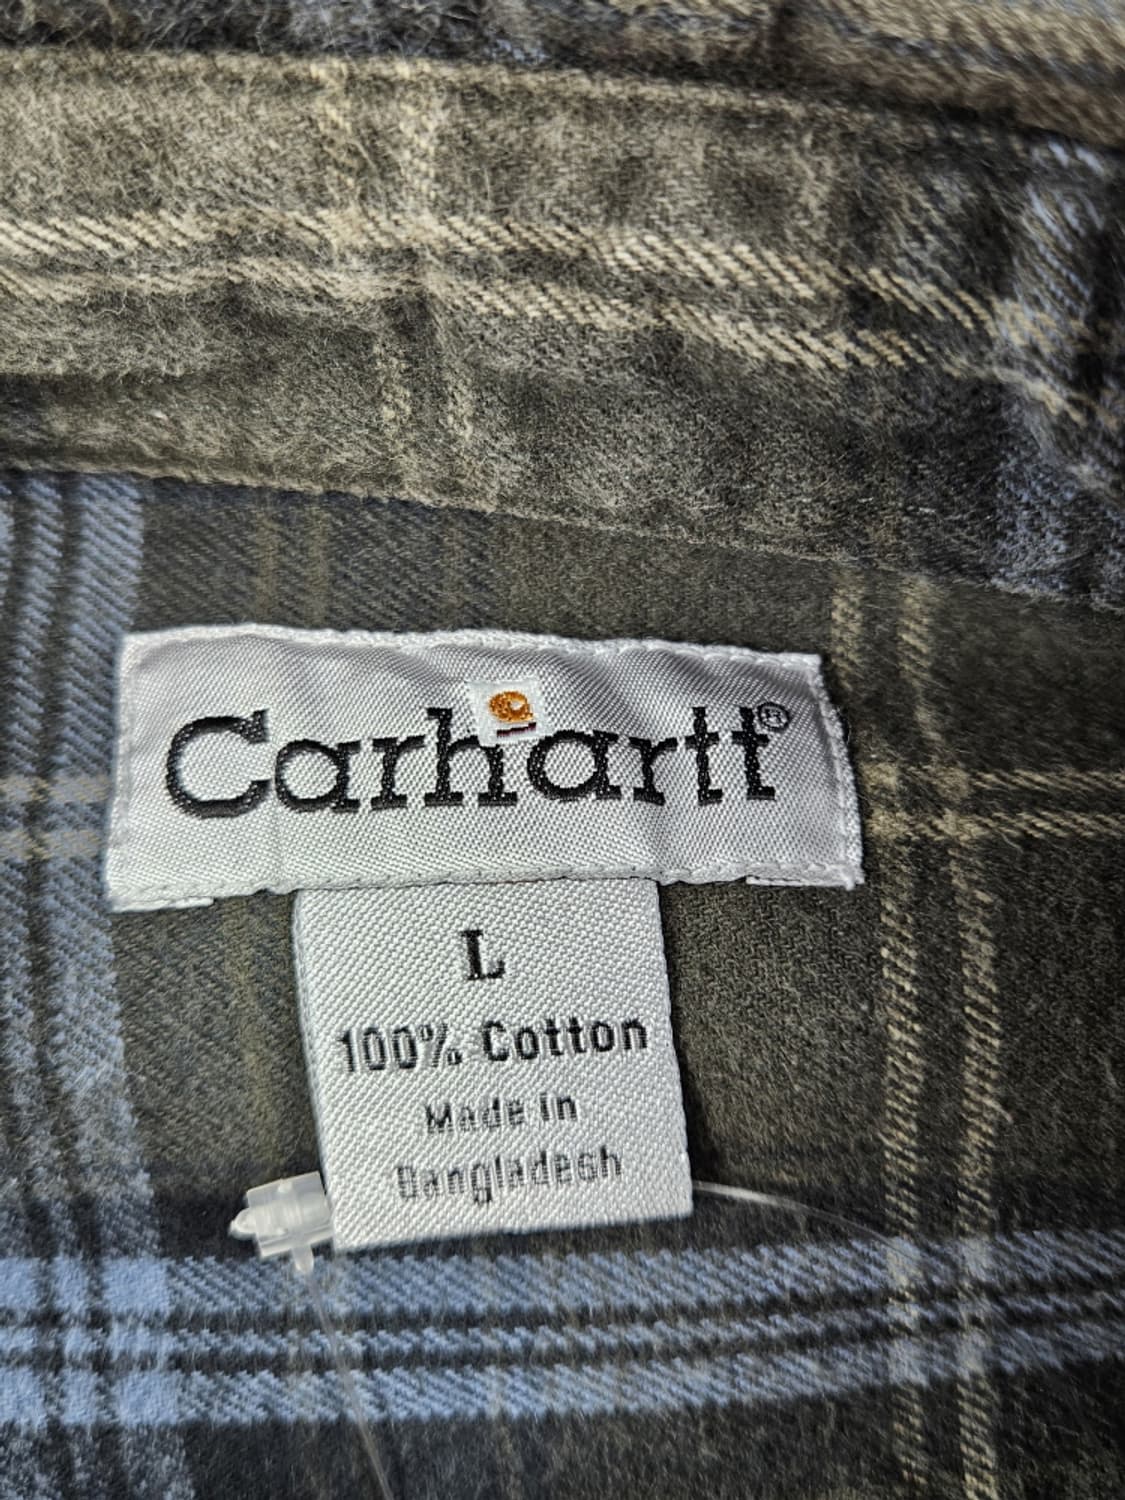 Carhartt®
L
100% Cotton
Made in
Bangladesh